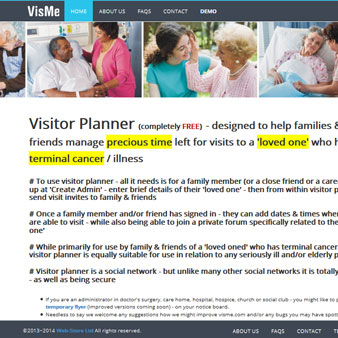 VisMe HOME ABOUT US FAQS CONTACT DEMO
Visitor Planner (completely FREE) - designed to help families &
friends manage precious time left for visits to a 'loved one' who h
terminal cancer / illness
# To use visitor planner - all it needs is for a family member (or a close friend or a care
up at 'Create Admin' - enter brief details of their 'loved one' - then from within visitor p
send visit invites to family & friends
# Once a family member and/or friend has signed in - they can add dates & times when
are able to visit - while also being able to join a private forum specifically related to the
one'
# While primarily for use by family & friends of a 'loved oned' who has terminal cancer
visitor planner is equally suitable for use in relation to any seriously ill and/or elderly p
# Visitor planner is a social network - but unlike many other social networks it is totally
- as well as being secure
If you are an administrator in doctor's surgery, care home, hospital, hospice, church or social club - you might like to p
temporary flyer (improved versions coming soon) - on your notice board.
Needless to say we welcome any suggestions how we might improve visme.com and/or any bugs you may have spott
©2013~2014 Web-Store Ltd All rights reserved. HOME ABOUT US FAQS CONTACT